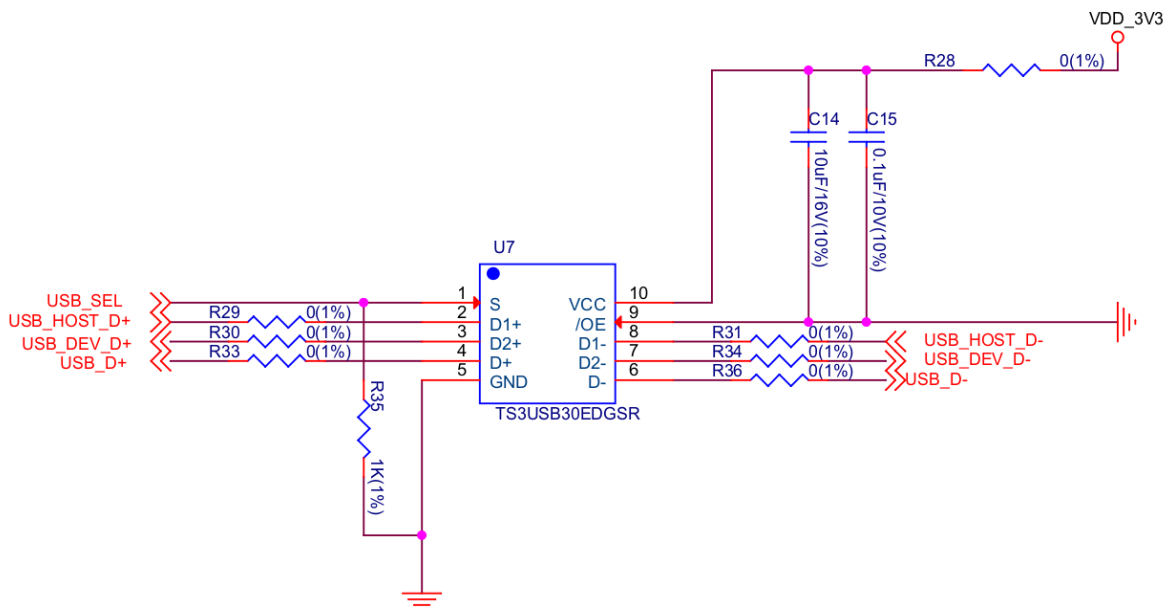 VDD_3V3
R28 0(1%)
C14 C15
10uF/16V(10%)
0.1uF/10V(10%)
U7
USB_SEL 1 S VCC 10
USB_HOST_D+ R29 0(1%) 2 D1+ /OE 9
USB_DEV_D+ R30 0(1%) 3 D2+ D1- 8 R31 0(1%) USB_HOST_D-
USB_D+ R33 0(1%) 4 D+ D2- 7 R34 0(1%) USB_DEV_D-
5 GND D- 6 R36 0(1%) USB_D-
R35
1K(1%)
TS3USB30EDGSR